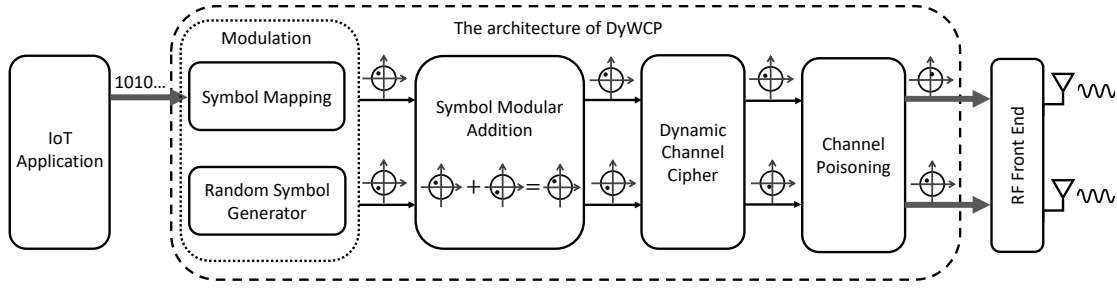 The architecture of DyWCP
Modulation
IoT
Application
1010...
Symbol Mapping
Random Symbol
Generator
Symbol Modular
Addition
+ =
Dynamic
Channel
Cipher
Channel
Poisoning
RF Front End